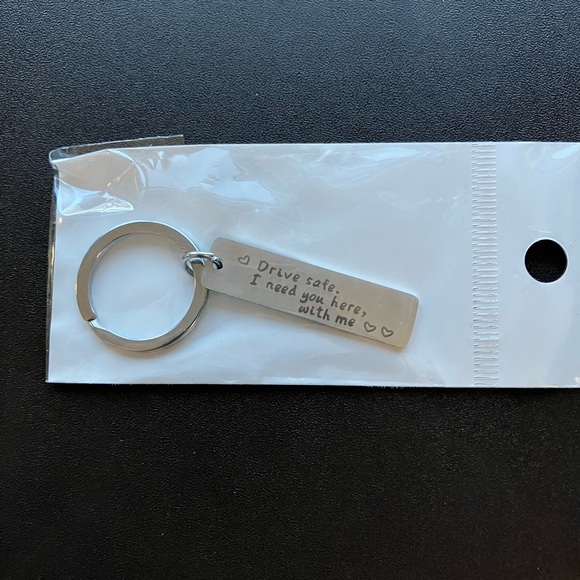 ♡ Drive safe.
I need you here,
with me ♡ ♡